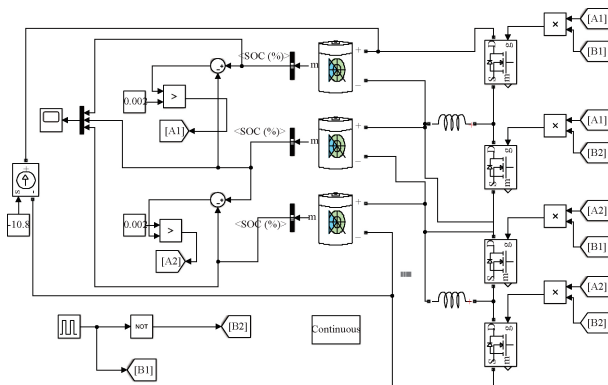 [A1]
×
[B1]
<SOC (%)>
m
+
−
D
g
S
m
0.002
>
[A1]
[A1]
×
[B2]
<SOC (%)>
m
+
−
D
g
S
m
-10.8
s
+
-
[A2]
×
[B1]
0.002
>
[A2]
<SOC (%)>
m
+
−
D
g
S
m
[A2]
×
[B2]
D
g
S
m
NOT
[B2]
Continuous
[B1]